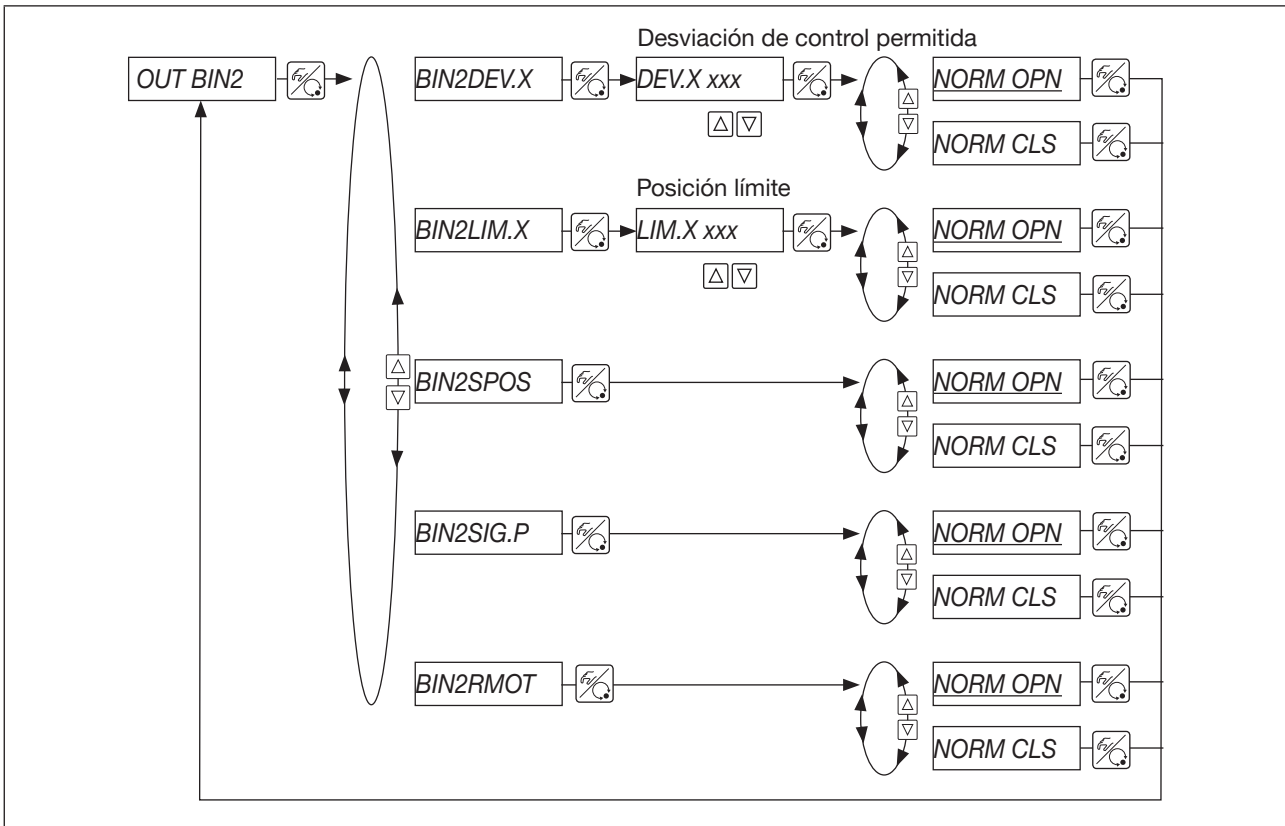 Desviación de control permitida
OUT BIN2
BIN2DEV.X
DEV.X xxx
NORM OPN
NORM CLS
Posición límite
BIN2LIM.X
LIM.X xxx
NORM OPN
NORM CLS
BIN2SPOS
NORM OPN
NORM CLS
BIN2SIG.P
NORM OPN
NORM CLS
BIN2RMOT
NORM OPN
NORM CLS